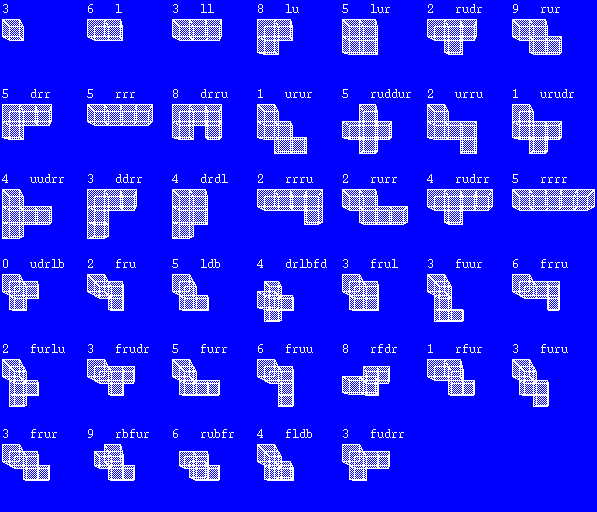 3 6 l 3 ll 8 lu 5 lur 2 rudr 9 rur
5 drr 5 rrr 8 drru 1 urur 5 ruddur 2 urru 1 urudr
4 uudrr 3 ddrr 4 drdl 2 rrru 2 rurr 4 rudrr 5 rrrr
0 udrlb 2 fru 5 ldb 4 drlbfd 3 frul 3 fuur 6 frru
2 furlu 3 frudr 5 furr 6 fruu 8 rfdr 1 rfur 3 furu
3 frur 9 rbfur 6 rubfr 4 fldb 3 fudrr